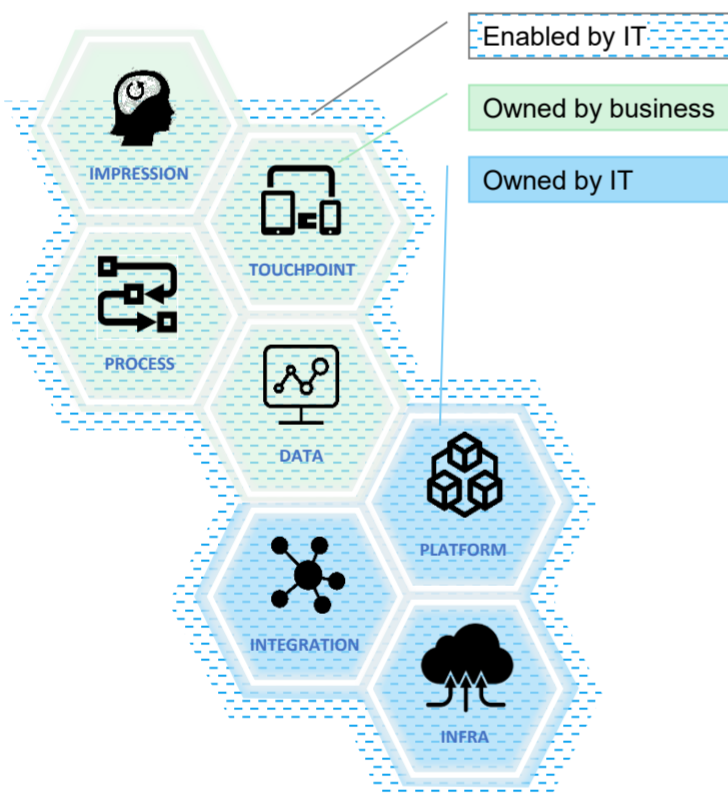 Enabled by IT
Owned by business
Owned by IT
IMPRESSION
TOUCHPOINT
PROCESS
DATA
PLATFORM
INTEGRATION
INFRA